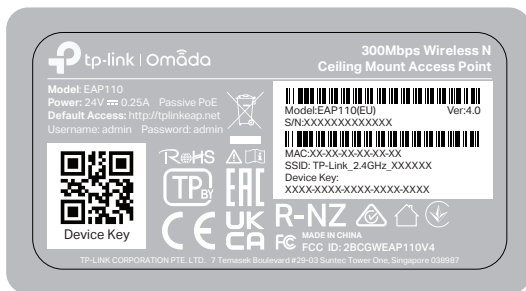 tp-link | Omada
300Mbps Wireless N
Ceiling Mount Access Point
Model: EAP110
Power: 24V ⎓ 0.25A Passive PoE
Default Access: http://tplinkeap.net
Username: admin Password: admin
Device Key
RoHS
TP BY
EAC
CE
UK CA
Model:EAP110(EU) Ver:4.0
S/N:XXXXXXXXXXXXX
MAC:XX-XX-XX-XX-XX-XX
SSID: TP-Link_2.4GHz_XXXXXX
Device Key:
XXXX-XXXX-XXXX-XXXX-XXXX
R-NZ
FC
MADE IN CHINA
FCC ID: 2BCGWEAP110V4
TP-LINK CORPORATION PTE. LTD. 7 Temasek Boulevard #29-03 Suntec Tower One, Singapore 038987